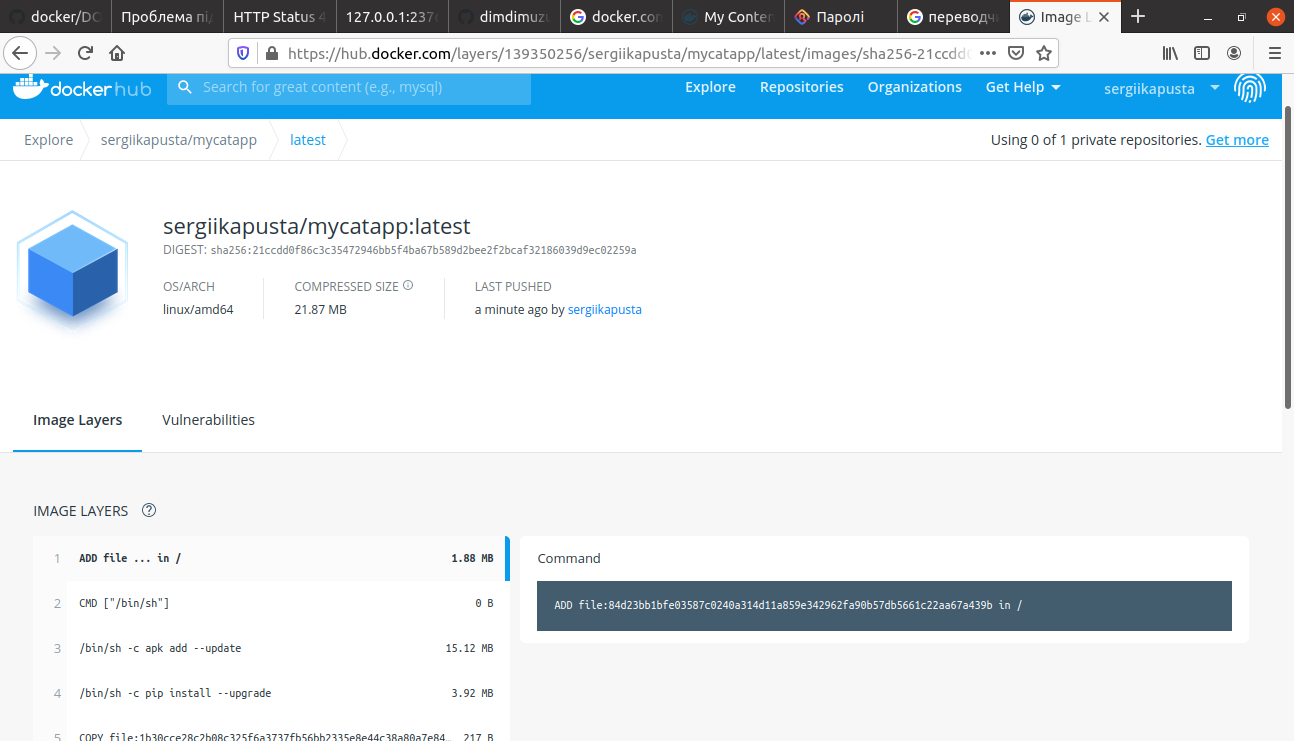 docker/DO
Проблема під
HTTP Status 4
127.0.0.1:237
dimdimuzu
docker.com
My Conten
Паролі
переводчи
Image L
https://hub.docker.com/layers/139350256/sergiikapusta/mycatapp/latest/images/sha256-21ccdd0
docker hub
Search for great content (e.g., mysql)
Explore
Repositories
Organizations
Get Help
sergiikapusta
Explore
sergiikapusta/mycatapp
latest
Using 0 of 1 private repositories. Get more
sergiikapusta/mycatapp:latest
DIGEST: sha256:21ccdd0f86c3c35472946bb5f4ba67b589d2bee2f2bcaf32186039d9ec02259a
OS/ARCH
linux/amd64
COMPRESSED SIZE
21.87 MB
LAST PUSHED
a minute ago by sergiikapusta
Image Layers
Vulnerabilities
IMAGE LAYERS
1 ADD file ... in / 1.88 MB
2 CMD ["/bin/sh"] 0 B
3 /bin/sh -c apk add --update 15.12 MB
4 /bin/sh -c pip install --upgrade 3.92 MB
5 COPY file:1b30cce28c2b08c325f6a3737fb56bb2335e8e44c38a80a7e84… 217 B
Command
ADD file:84d23bb1bfe03587c0240a314d11a859e342962fa90b57db5661c22aa67a439b in /